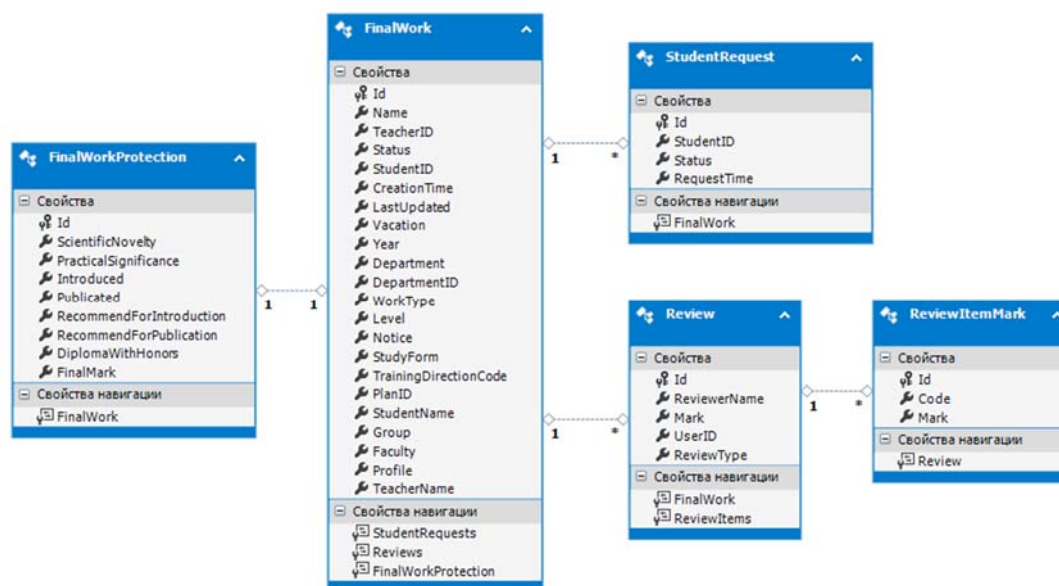 FinalWorkProtection
Свойства
Id
ScientificNovelty
PracticalSignificance
Introduced
Publicated
RecommendForIntroduction
RecommendForPublication
DiplomaWithHonors
FinalMark
Свойства навигации
FinalWork
1 1
FinalWork
Свойства
Id
Name
TeacherID
Status
StudentID
CreationTime
LastUpdated
Vacation
Year
Department
DepartmentID
WorkType
Level
Notice
StudyForm
TrainingDirectionCode
PlanID
StudentName
Group
Faculty
Profile
TeacherName
Свойства навигации
StudentRequests
Reviews
FinalWorkProtection
1 *
StudentRequest
Свойства
Id
StudentID
Status
RequestTime
Свойства навигации
FinalWork
1 *
Review
Свойства
Id
ReviewerName
Mark
UserID
ReviewType
Свойства навигации
FinalWork
ReviewItems
1 *
ReviewItemMark
Свойства
Id
Code
Mark
Свойства навигации
Review